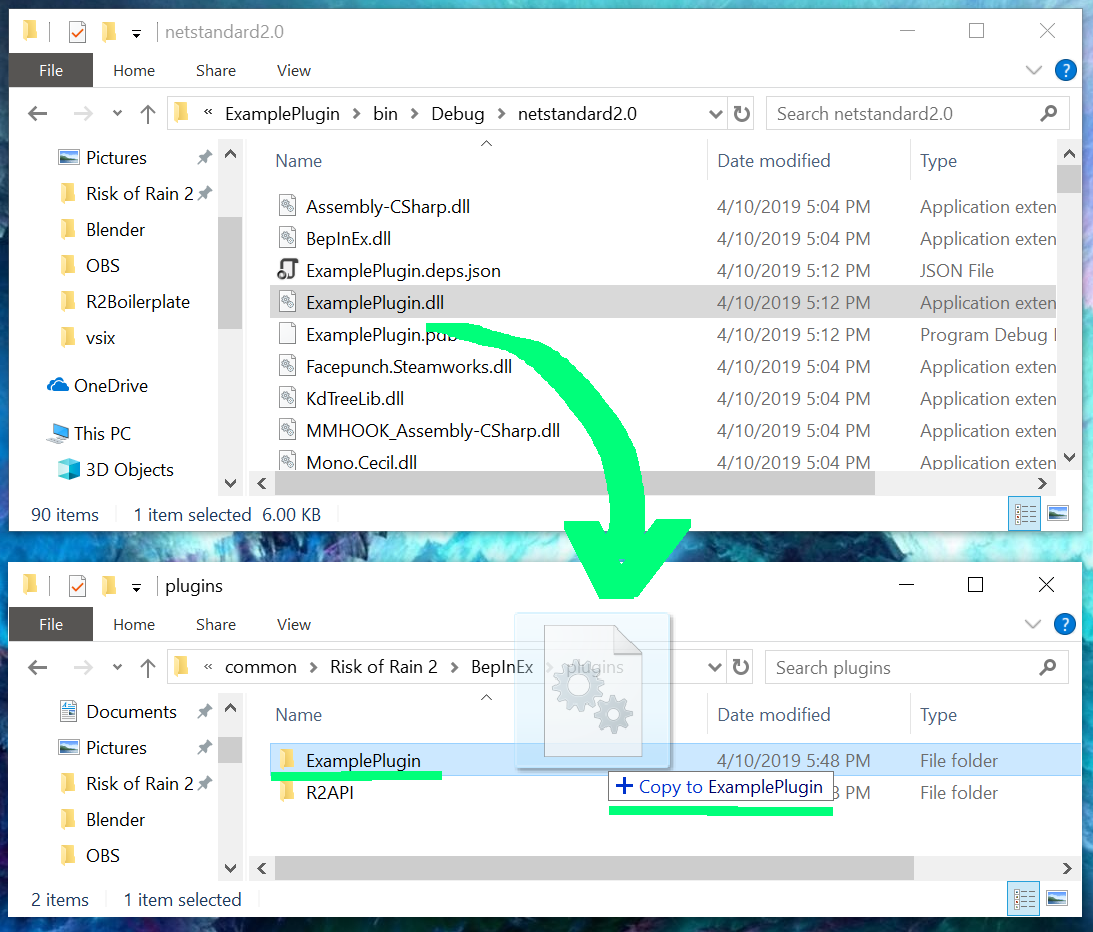 netstandard2.0
File Home Share View
« ExamplePlugin > bin > Debug > netstandard2.0 Search netstandard2.0
Name Date modified Type
Pictures
Risk of Rain 2
Blender
OBS
R2Boilerplate
vsix
OneDrive
This PC
3D Objects
Assembly-CSharp.dll 4/10/2019 5:04 PM Application exten
BepInEx.dll 4/10/2019 5:04 PM Application exten
ExamplePlugin.deps.json 4/10/2019 5:12 PM JSON File
ExamplePlugin.dll 4/10/2019 5:12 PM Application exten
ExamplePlugin.pdb 4/10/2019 5:12 PM Program Debug
Facepunch.Steamworks.dll 4/10/2019 5:04 PM Application exten
KdTreeLib.dll 4/10/2019 5:04 PM Application exten
MMHOOK_Assembly-CSharp.dll 4/10/2019 5:04 PM Application exten
Mono.Cecil.dll 4/10/2019 5:04 PM Application exten
90 items 1 item selected 6.00 KB
plugins
File Home Share View
« common > Risk of Rain 2 > BepInEx > plugins Search plugins
Name Date modified Type
Documents
Pictures
Risk of Rain 2
Blender
OBS
ExamplePlugin 4/10/2019 5:48 PM File folder
R2API 8 PM File folder
+ Copy to ExamplePlugin
2 items 1 item selected